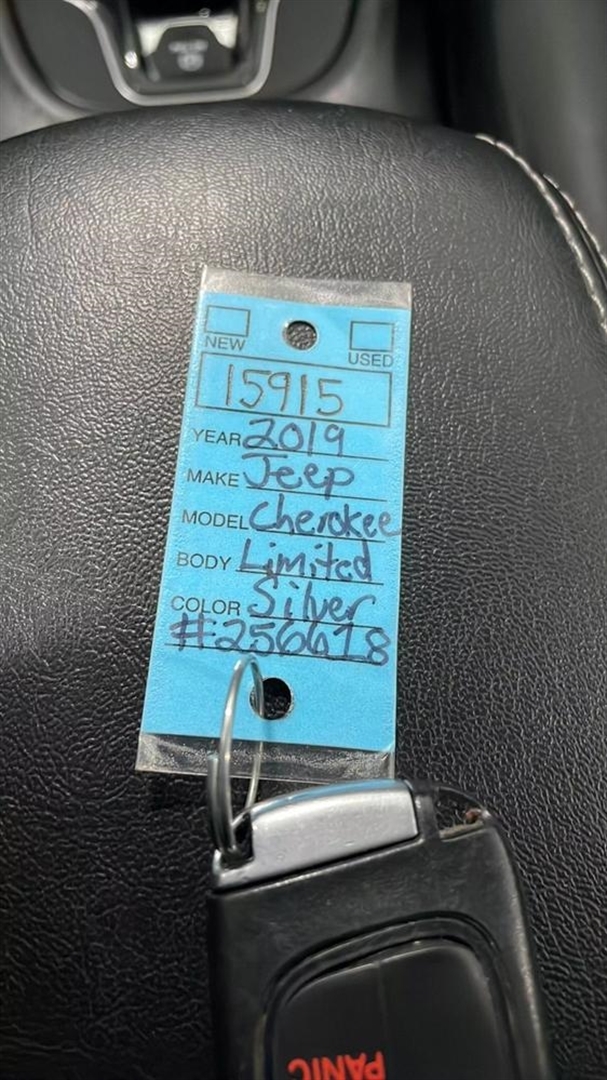 NEW USED
15915
YEAR 2019
MAKE Jeep
MODEL Cherokee
BODY Limited
COLOR Silver
#256618
PANIC